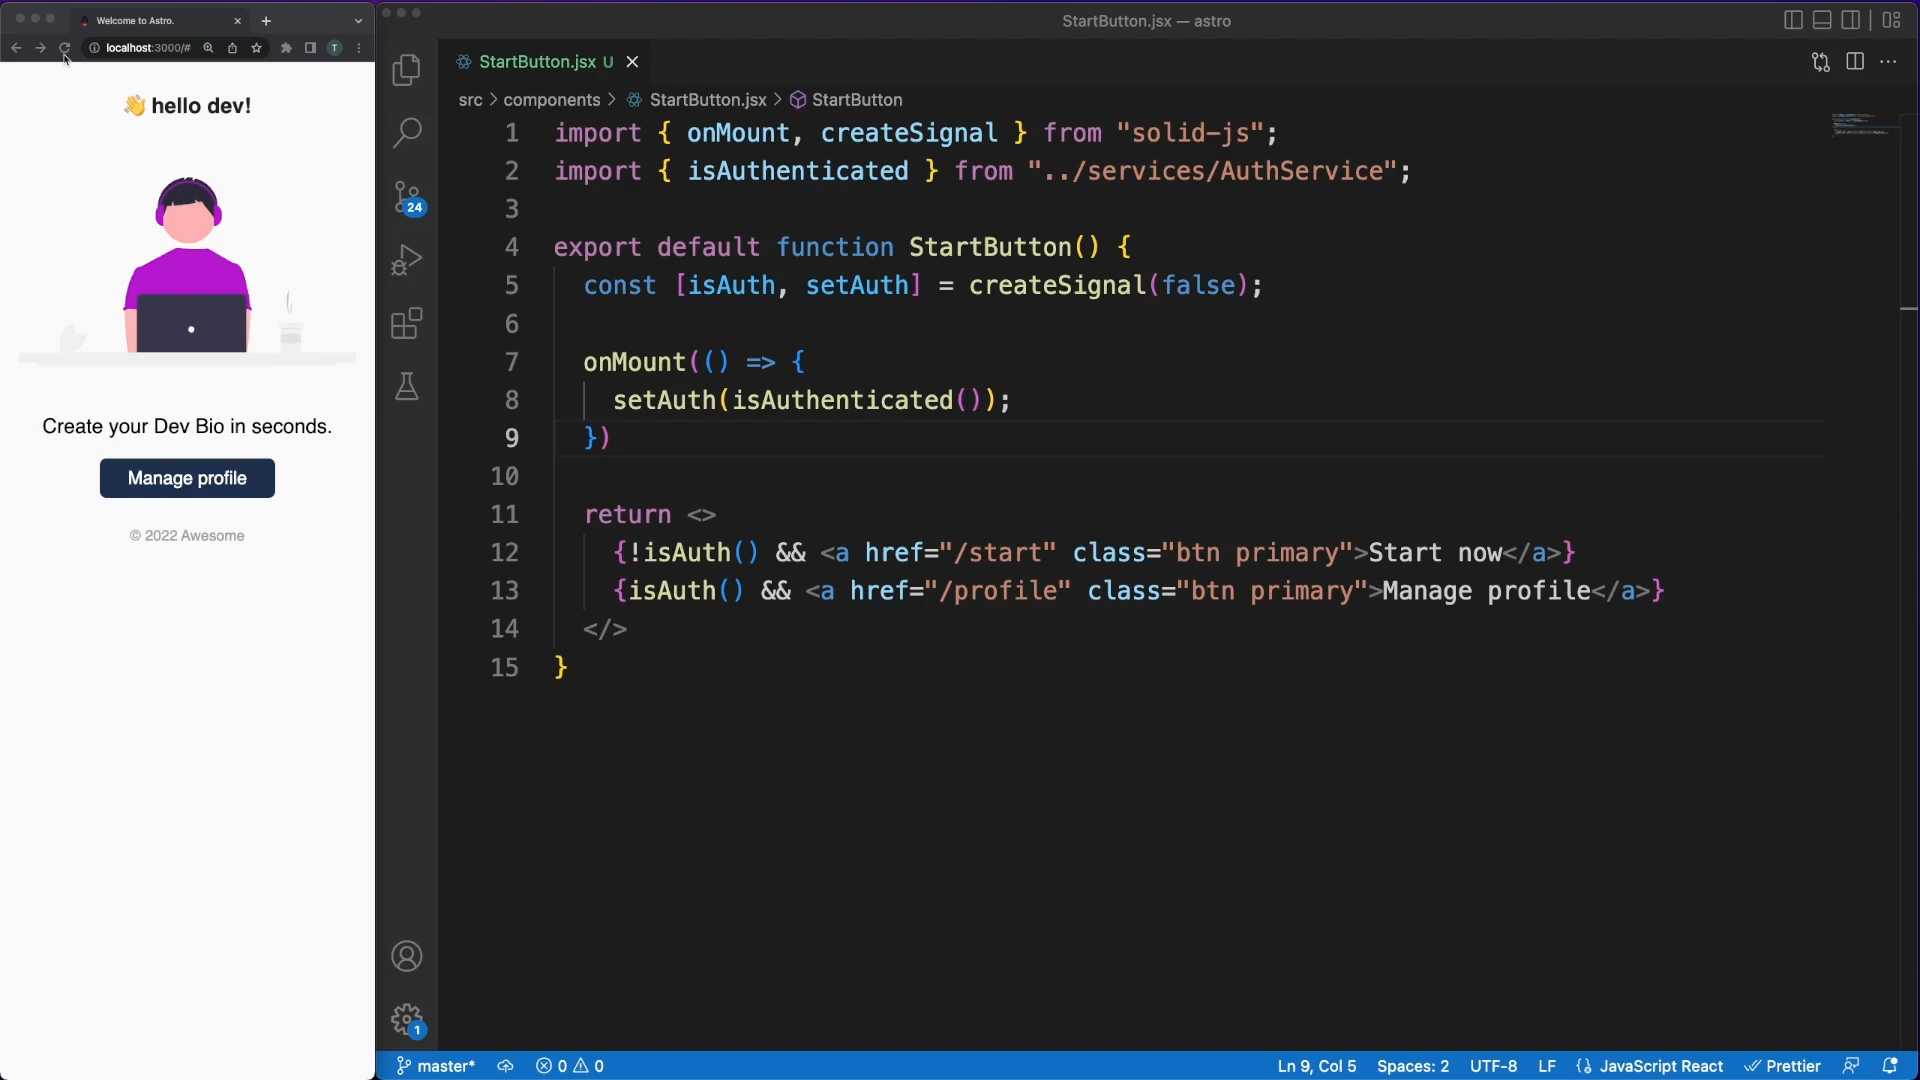 Welcome to Astro.
localhost:3000/#
T
👋 hello dev!
Create your Dev Bio in seconds.
Manage profile
© 2022 Awesome
StartButton.jsx — astro
StartButton.jsx U
src > components > StartButton.jsx > StartButton
24
1 import { onMount, createSignal } from "solid-js";
2 import { isAuthenticated } from "../services/AuthService";
3
4 export default function StartButton() {
5 const [isAuth, setAuth] = createSignal(false);
6
7 onMount(() => {
8 setAuth(isAuthenticated());
9 })
10
11 return <>
12 {!isAuth() && <a href="/start" class="btn primary">Start now</a>}
13 {isAuth() && <a href="/profile" class="btn primary">Manage profile</a>}
14 </>
15 }
1
master* 0 0 Ln 9, Col 5 Spaces: 2 UTF-8 LF {} JavaScript React Prettier